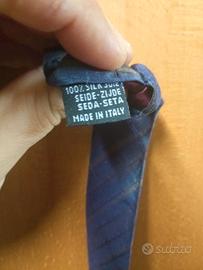 100% SILK SOIE
SEIDE-ZIJDE
SEDA-SETA
MADE IN ITALY
subito